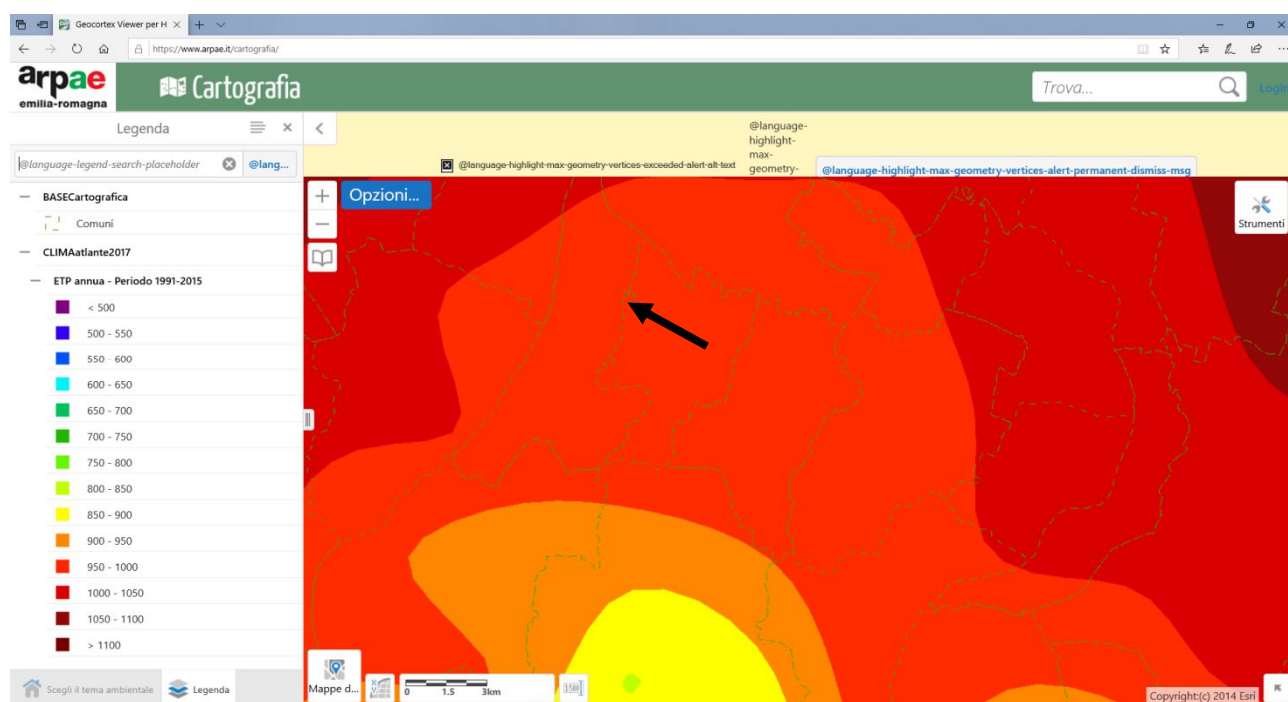 Geocortex Viewer per H
https://www.arpae.it/cartografia/
arpae
emilia-romagna
Cartografia
Trova...
Login
Legenda
@language-legend-search-placeholder
@lang...
BASECartografica
Comuni
CLIMAatlante2017
ETP annua - Periodo 1991-2015
< 500
500 - 550
550 - 600
600 - 650
650 - 700
700 - 750
750 - 800
800 - 850
850 - 900
900 - 950
950 - 1000
1000 - 1050
1050 - 1100
> 1100
Scegli il tema ambientale
Legenda
@language-highlight-max-geometry-vertices-exceeded-alert-alt-text
@language-
highlight-
max-
geometry-
@language-highlight-max-geometry-vertices-alert-permanent-dismiss-msg
Opzioni...
Strumenti
Mappe d...
0 1.5 3km
Copyright:(c) 2014 Esri